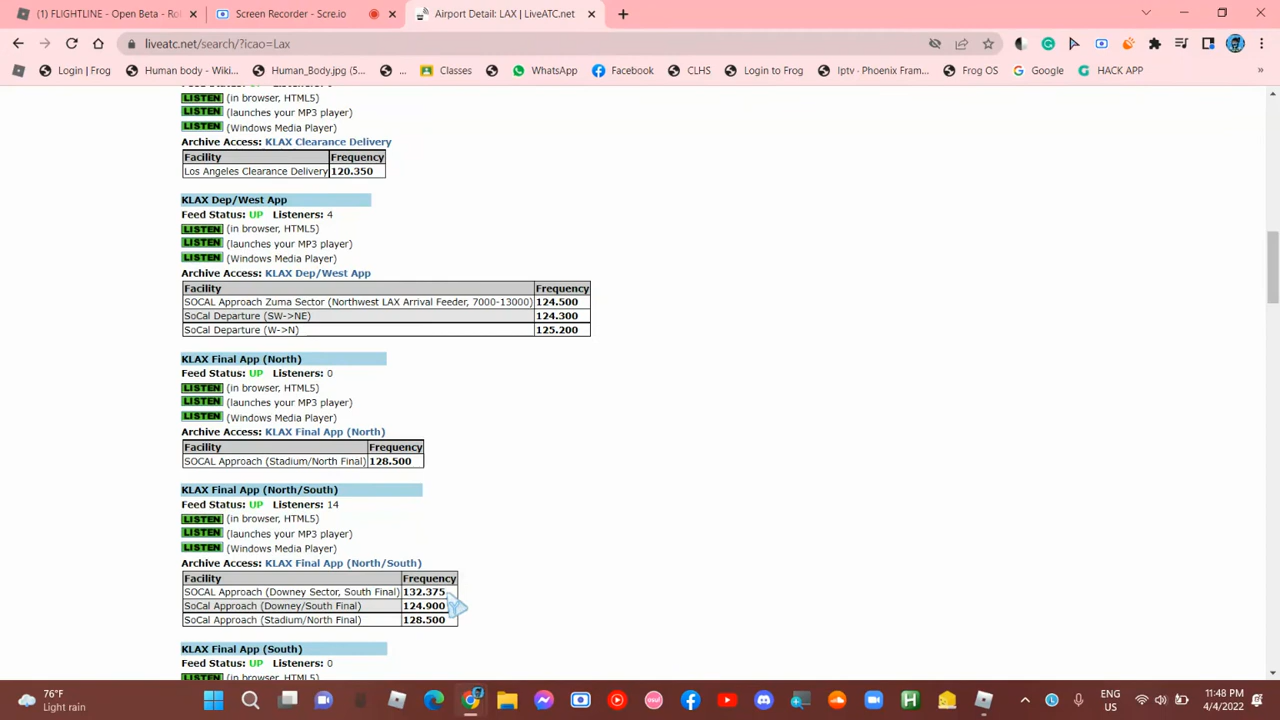 (1) FLIGHTLINE - Open Beta - Ro
Screen Recorder - Scre.io
Airport Detail: LAX | LiveATC.net
liveatc.net/search/?icao=Lax
Login | Frog
Human body - Wiki...
Human_Body.jpg (5...
...
Classes
WhatsApp
Facebook
CLHS
Login to Frog
Iptv - Phoenix Fram...
Frog OS
Google
HACK APP
»
LISTEN (in browser, HTML5)
LISTEN (launches your MP3 player)
LISTEN (Windows Media Player)
Archive Access: KLAX Clearance Delivery
Facility Frequency
Los Angeles Clearance Delivery 120.350
KLAX Dep/West App
Feed Status: UP Listeners: 4
LISTEN (in browser, HTML5)
LISTEN (launches your MP3 player)
LISTEN (Windows Media Player)
Archive Access: KLAX Dep/West App
Facility Frequency
SOCAL Approach Zuma Sector (Northwest LAX Arrival Feeder, 7000-13000) 124.500
SoCal Departure (SW->NE) 124.300
SoCal Departure (W->N) 125.200
KLAX Final App (North)
Feed Status: UP Listeners: 0
LISTEN (in browser, HTML5)
LISTEN (launches your MP3 player)
LISTEN (Windows Media Player)
Archive Access: KLAX Final App (North)
Facility Frequency
SOCAL Approach (Stadium/North Final) 128.500
KLAX Final App (North/South)
Feed Status: UP Listeners: 14
LISTEN (in browser, HTML5)
LISTEN (launches your MP3 player)
LISTEN (Windows Media Player)
Archive Access: KLAX Final App (North/South)
Facility Frequency
SOCAL Approach (Downey Sector, South Final) 132.375
SoCal Approach (Downey/South Final) 124.900
SoCal Approach (Stadium/North Final) 128.500
KLAX Final App (South)
Feed Status: UP Listeners: 0
LISTEN (in browser, HTML5)
76°F
Light rain
ENG
US
11:48 PM
4/4/2022